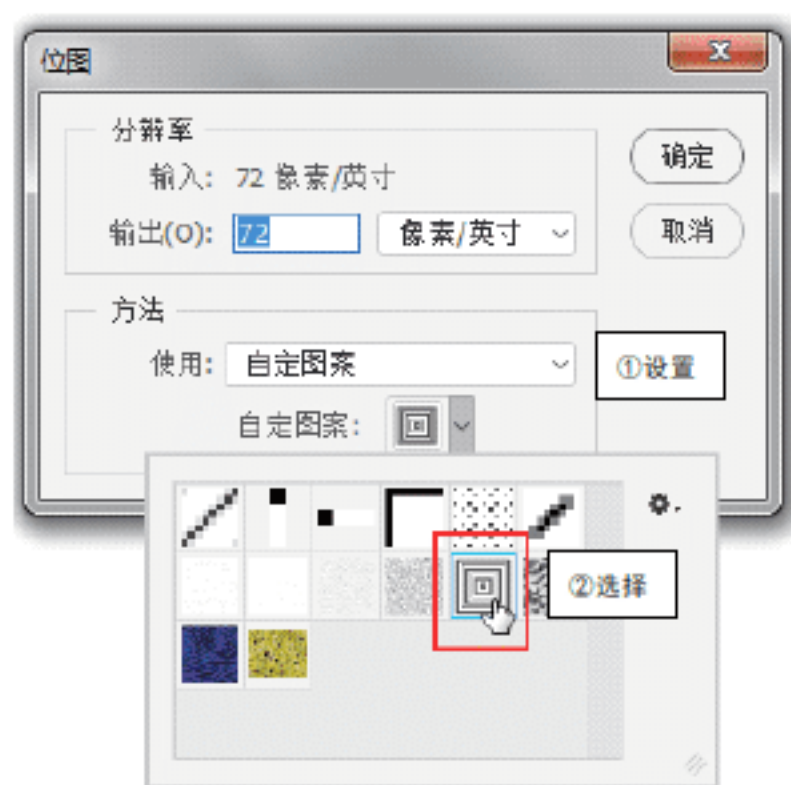 位图
分辨率
输入: 72 像素/英寸
输出(O): 72 像素/英寸
确定
取消
方法
使用: 自定图案
①设置
自定图案:
②选择